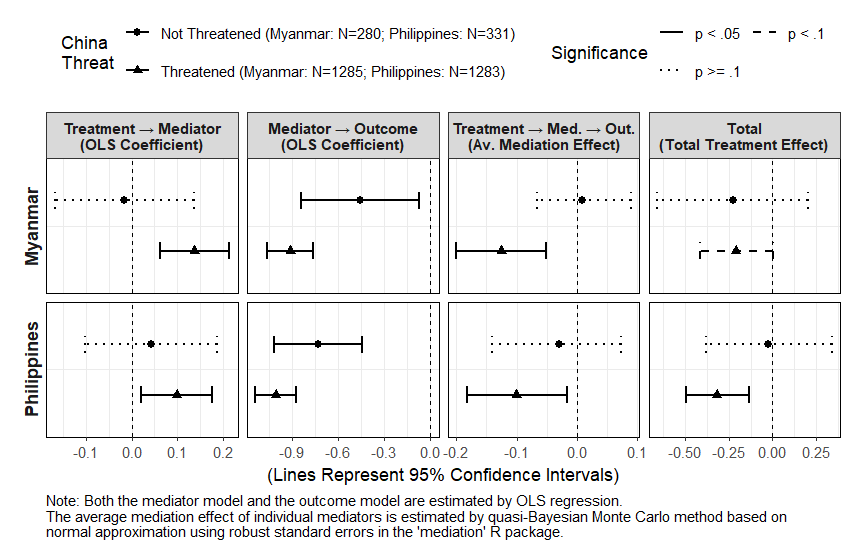 China
Threat
Not Threatened (Myanmar: N=280; Philippines: N=331)
Threatened (Myanmar: N=1285; Philippines: N=1283)
Significance
p < .05
p < .1
p >= .1
Treatment → Mediator
(OLS Coefficient)
Mediator → Outcome
(OLS Coefficient)
Treatment → Med. → Out.
(Av. Mediation Effect)
Total
(Total Treatment Effect)
Myanmar
Philippines
-0.1 0.0 0.1 0.2
-0.9 -0.6 -0.3 0.0
-0.2 -0.1 0.0 0.1
-0.50 -0.25 0.00 0.25
(Lines Represent 95% Confidence Intervals)
Note: Both the mediator model and the outcome model are estimated by OLS regression.
The average mediation effect of individual mediators is estimated by quasi-Bayesian Monte Carlo method based on
normal approximation using robust standard errors in the 'mediation' R package.